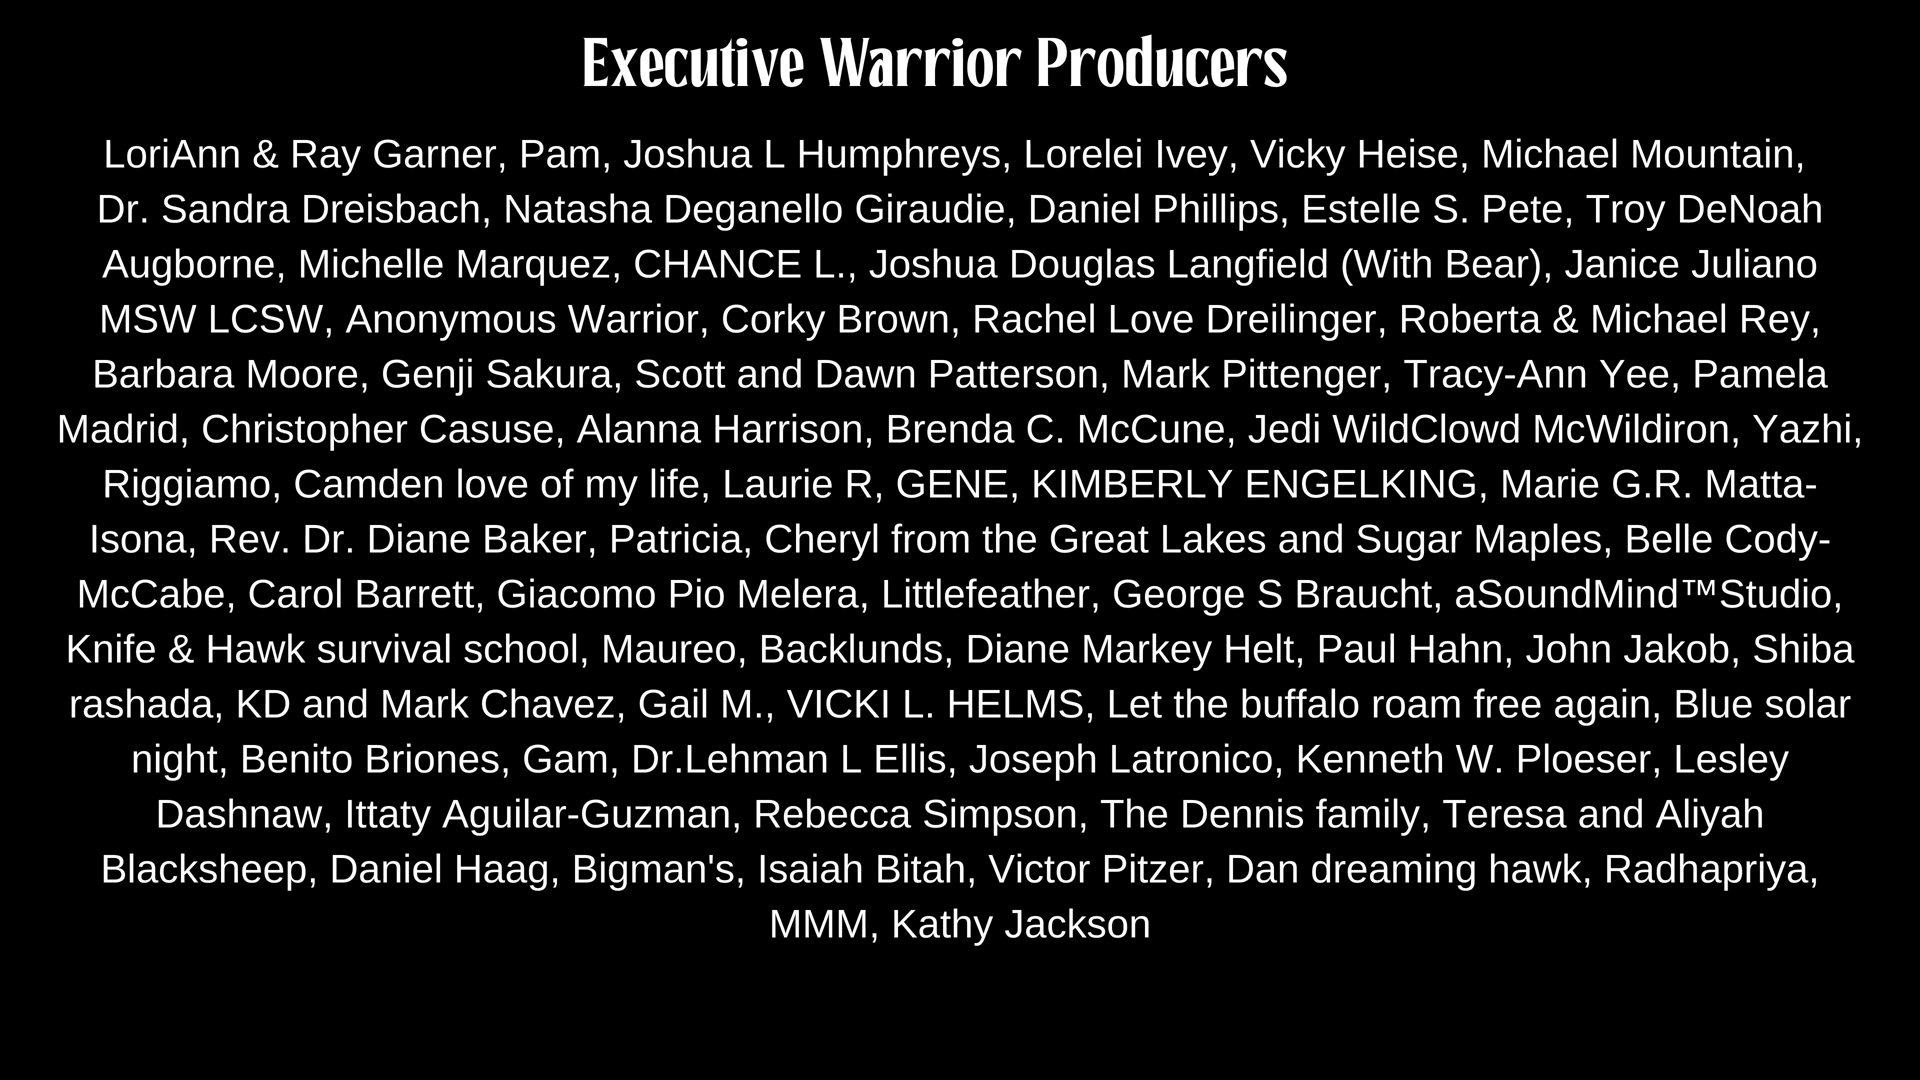 Executive Warrior Producers
LoriAnn & Ray Garner, Pam, Joshua L Humphreys, Lorelei Ivey, Vicky Heise, Michael Mountain,
Dr. Sandra Dreisbach, Natasha Deganello Giraudie, Daniel Phillips, Estelle S. Pete, Troy DeNoah
Augborne, Michelle Marquez, CHANCE L., Joshua Douglas Langfield (With Bear), Janice Juliano
MSW LCSW, Anonymous Warrior, Corky Brown, Rachel Love Dreilinger, Roberta & Michael Rey,
Barbara Moore, Genji Sakura, Scott and Dawn Patterson, Mark Pittenger, Tracy-Ann Yee, Pamela
Madrid, Christopher Casuse, Alanna Harrison, Brenda C. McCune, Jedi WildClowd McWildiron, Yazhi,
Riggiamo, Camden love of my life, Laurie R, GENE, KIMBERLY ENGELKING, Marie G.R. Matta-
Isona, Rev. Dr. Diane Baker, Patricia, Cheryl from the Great Lakes and Sugar Maples, Belle Cody-
McCabe, Carol Barrett, Giacomo Pio Melera, Littlefeather, George S Braucht, aSoundMind™Studio,
Knife & Hawk survival school, Maureo, Backlunds, Diane Markey Helt, Paul Hahn, John Jakob, Shiba
rashada, KD and Mark Chavez, Gail M., VICKI L. HELMS, Let the buffalo roam free again, Blue solar
night, Benito Briones, Gam, Dr.Lehman L Ellis, Joseph Latronico, Kenneth W. Ploeser, Lesley
Dashnaw, Ittaty Aguilar-Guzman, Rebecca Simpson, The Dennis family, Teresa and Aliyah
Blacksheep, Daniel Haag, Bigman's, Isaiah Bitah, Victor Pitzer, Dan dreaming hawk, Radhapriya,
MMM, Kathy Jackson